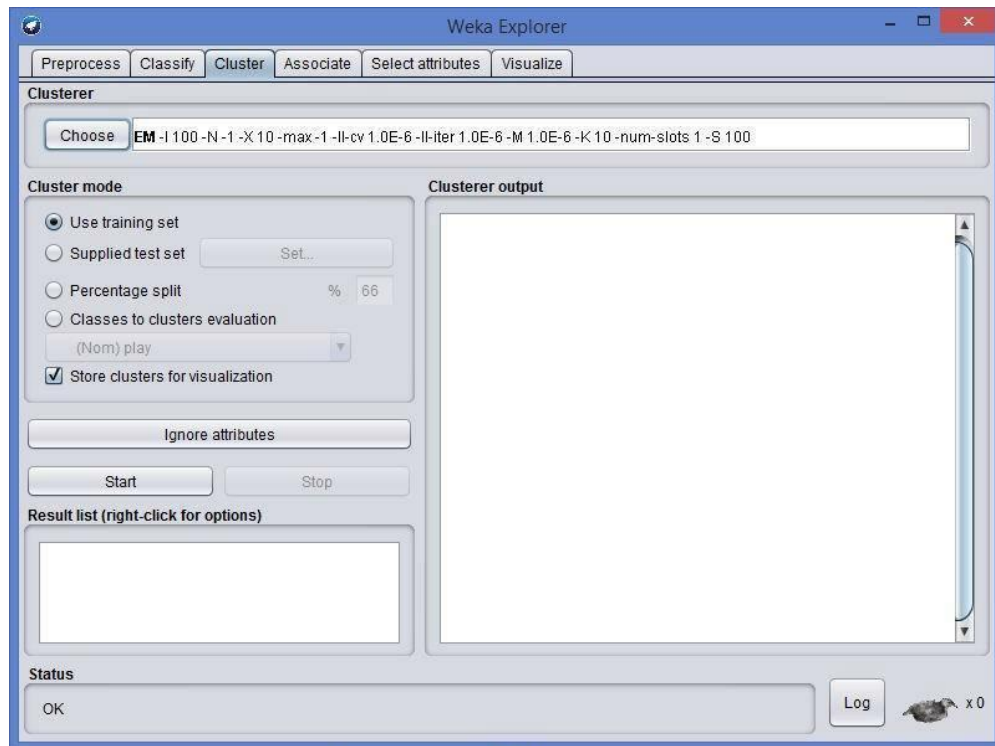 Weka Explorer
Preprocess Classify Cluster Associate Select attributes Visualize
Clusterer
Choose EM -I 100 -N -1 -X 10 -max -1 -ll-cv 1.0E-6 -ll-iter 1.0E-6 -M 1.0E-6 -K 10 -num-slots 1 -S 100
Cluster mode
Use training set
Supplied test set Set...
Percentage split % 66
Classes to clusters evaluation
(Nom) play
Store clusters for visualization
Ignore attributes
Start Stop
Result list (right-click for options)
Clusterer output
Status
OK
Log x 0